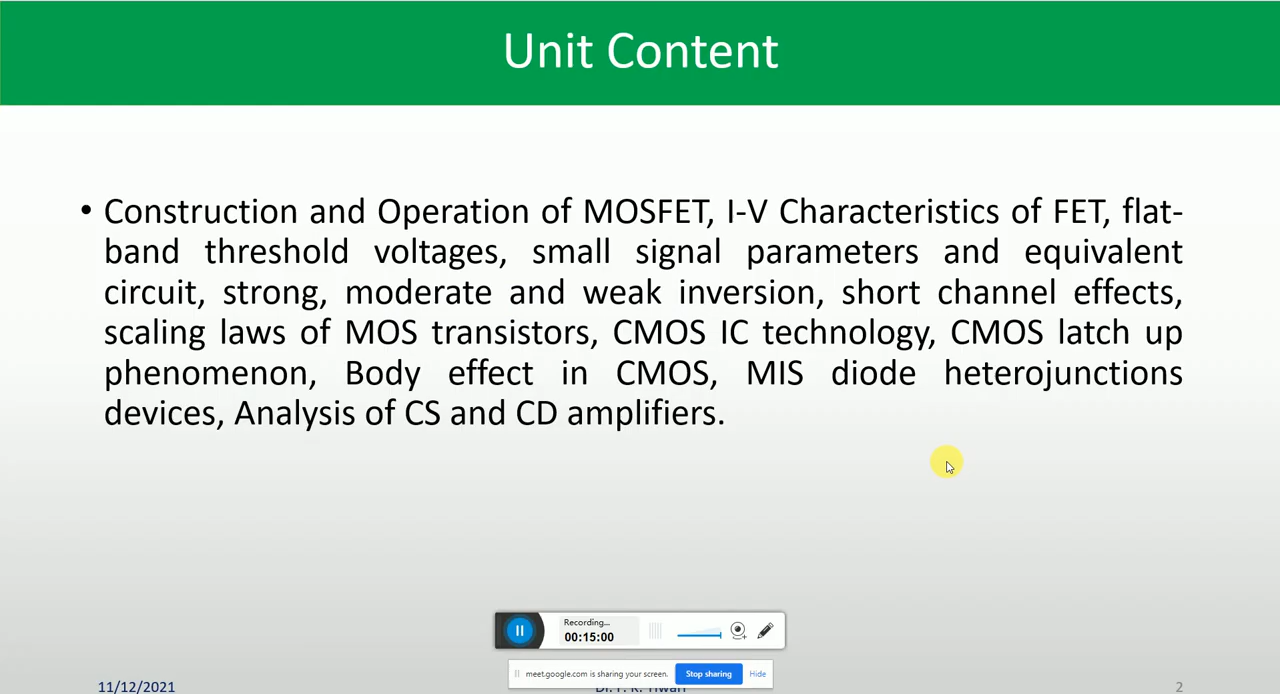 Unit Content
• Construction and Operation of MOSFET, I-V Characteristics of FET, flat-
band threshold voltages, small signal parameters and equivalent
circuit, strong, moderate and weak inversion, short channel effects,
scaling laws of MOS transistors, CMOS IC technology, CMOS latch up
phenomenon, Body effect in CMOS, MIS diode heterojunctions
devices, Analysis of CS and CD amplifiers.
Recording...
00:15:00
meet.google.com is sharing your screen. Stop sharing Hide
11/12/2021 2